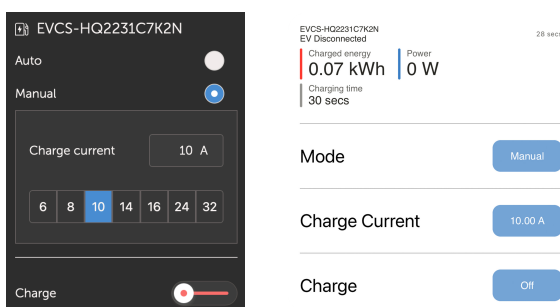 EVCS-HQ2231C7K2N
Auto
Manual
Charge current
10 A
6 8 10 14 16 24 32
Charge
EVCS-HQ2231C7K2N
EV Disconnected
28 secs
Charged energy
0.07 kWh
Power
0 W
Charging time
30 secs
Mode
Manual
Charge Current
10.00 A
Charge
Off